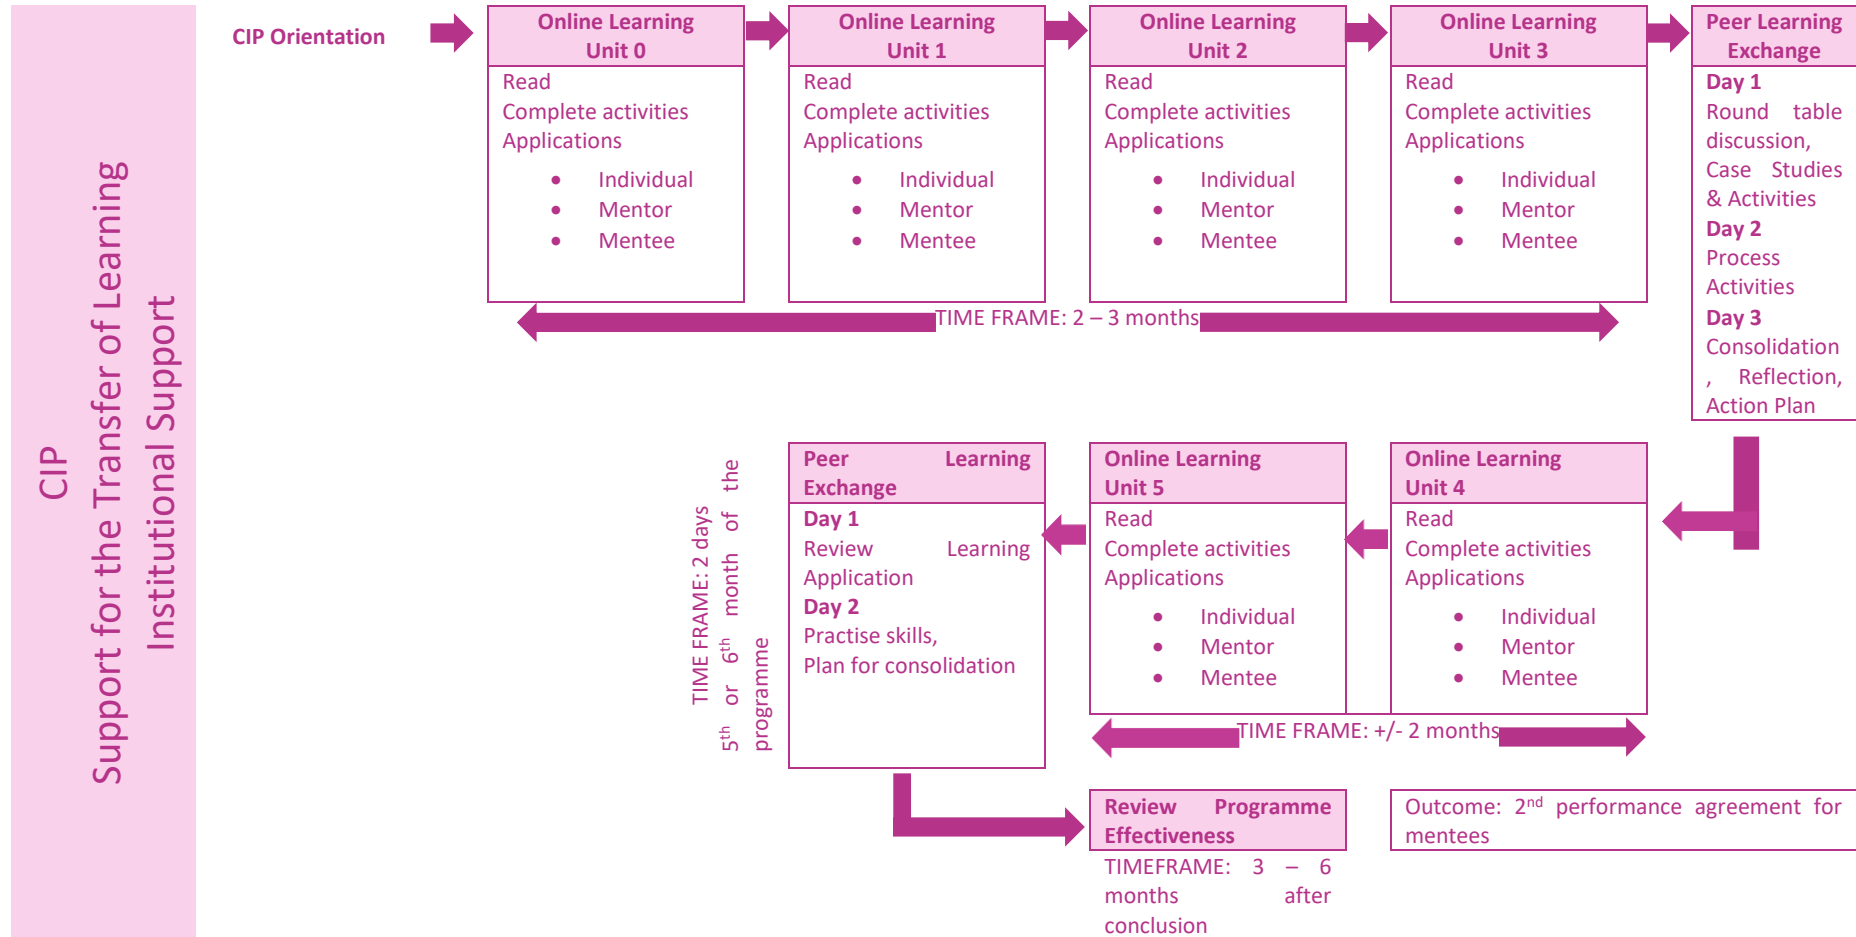 CIP
Support for the Transfer of Learning
Institutional Support
CIP Orientation
Online Learning
Unit 0
Read
Complete activities
Applications
• Individual
• Mentor
• Mentee
Online Learning
Unit 1
Read
Complete activities
Applications
• Individual
• Mentor
• Mentee
Online Learning
Unit 2
Read
Complete activities
Applications
• Individual
• Mentor
• Mentee
Online Learning
Unit 3
Read
Complete activities
Applications
• Individual
• Mentor
• Mentee
Peer Learning
Exchange
Day 1
Round table
discussion,
Case Studies
& Activities
Day 2
Process
Activities
Day 3
Consolidation
, Reflection,
Action Plan
TIME FRAME: 2 – 3 months
Online Learning
Unit 4
Read
Complete activities
Applications
• Individual
• Mentor
• Mentee
Online Learning
Unit 5
Read
Complete activities
Applications
• Individual
• Mentor
• Mentee
TIME FRAME: +/- 2 months
Peer Learning
Exchange
Day 1
Review Learning
Application
Day 2
Practise skills,
Plan for consolidation
TIME FRAME: 2 days
5th or 6th month of the
programme
Review Programme
Effectiveness
TIMEFRAME: 3 – 6
months after
conclusion
Outcome: 2nd performance agreement for
mentees